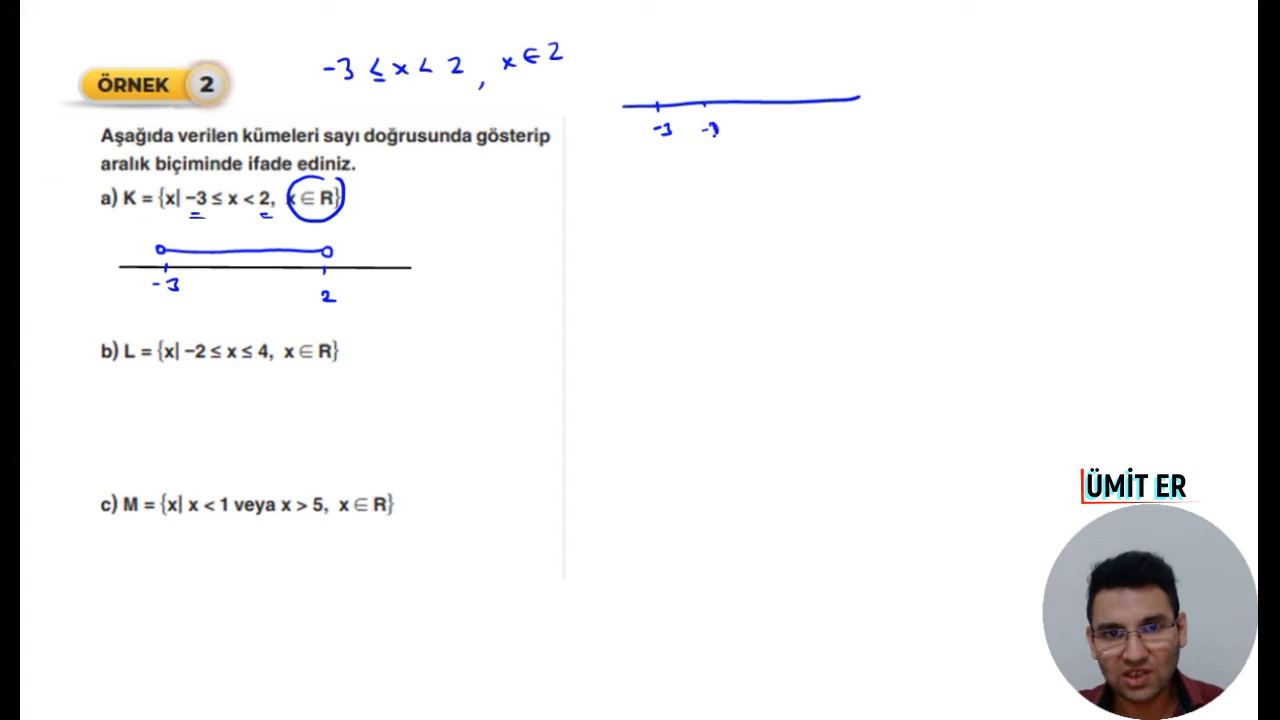 -3 ≤ x < 2, x ∈ 2
ÖRNEK 2
-3
Aşağıda verilen kümeleri sayı doğrusunda gösterip
aralık biçiminde ifade ediniz.
a) K = {x| −3 ≤ x < 2, x ∈ R}
-3 2
b) L = {x| −2 ≤ x ≤ 4, x ∈ R}
c) M = {x| x < 1 veya x > 5, x ∈ R}
ÜMİT ER